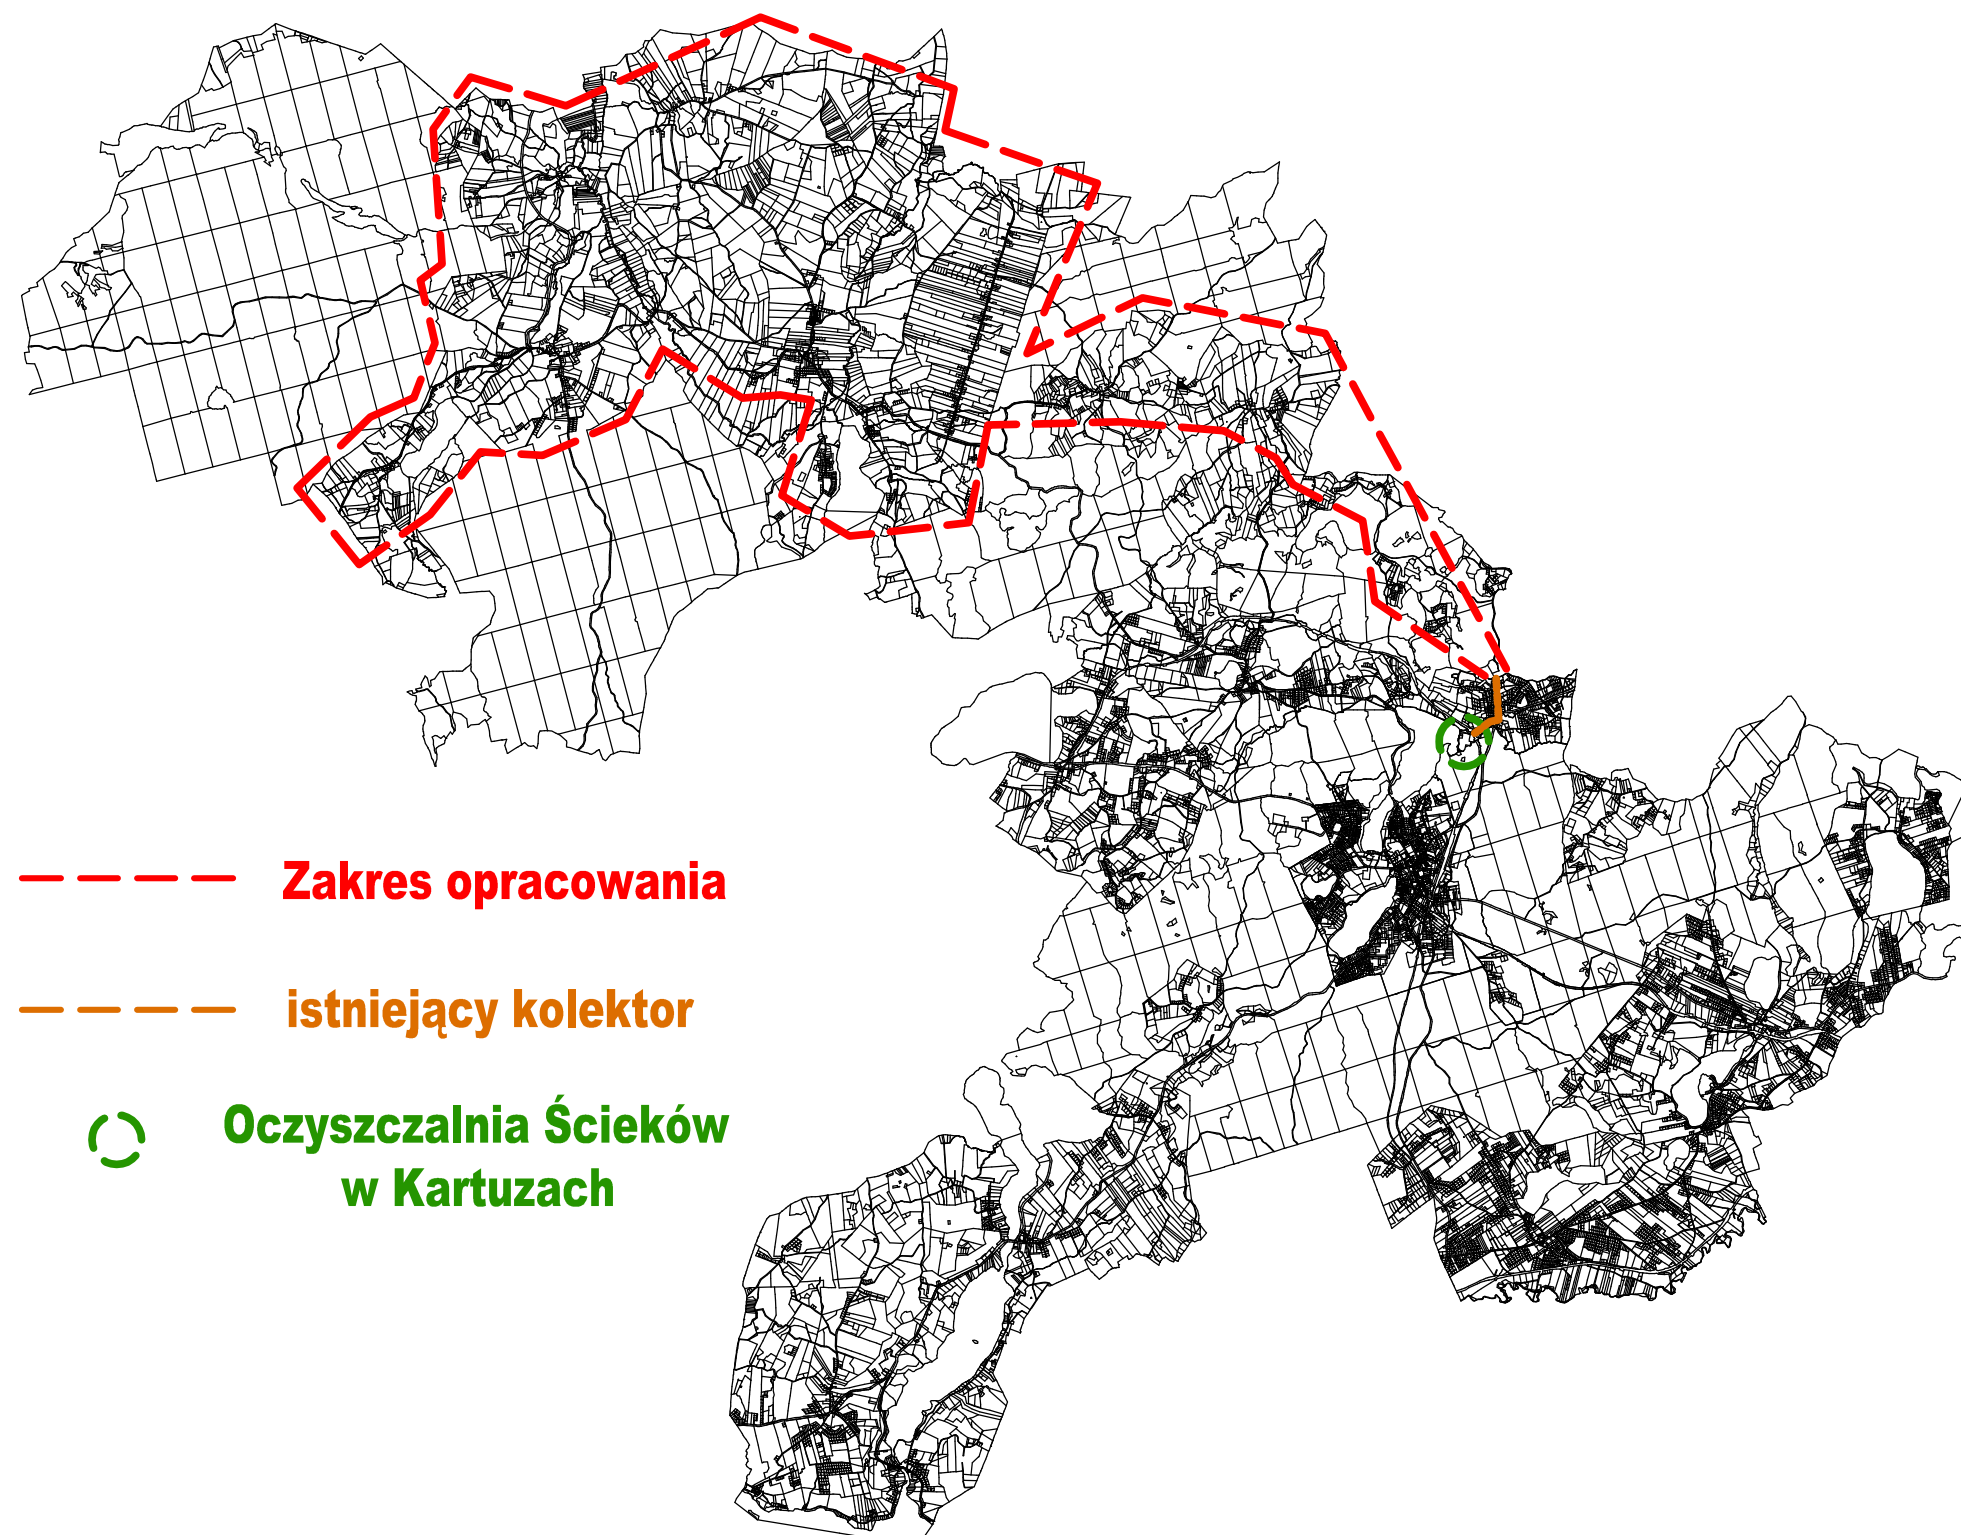 Zakres opracowania
istniejący kolektor
Oczyszczalnia Ścieków
w Kartuzach